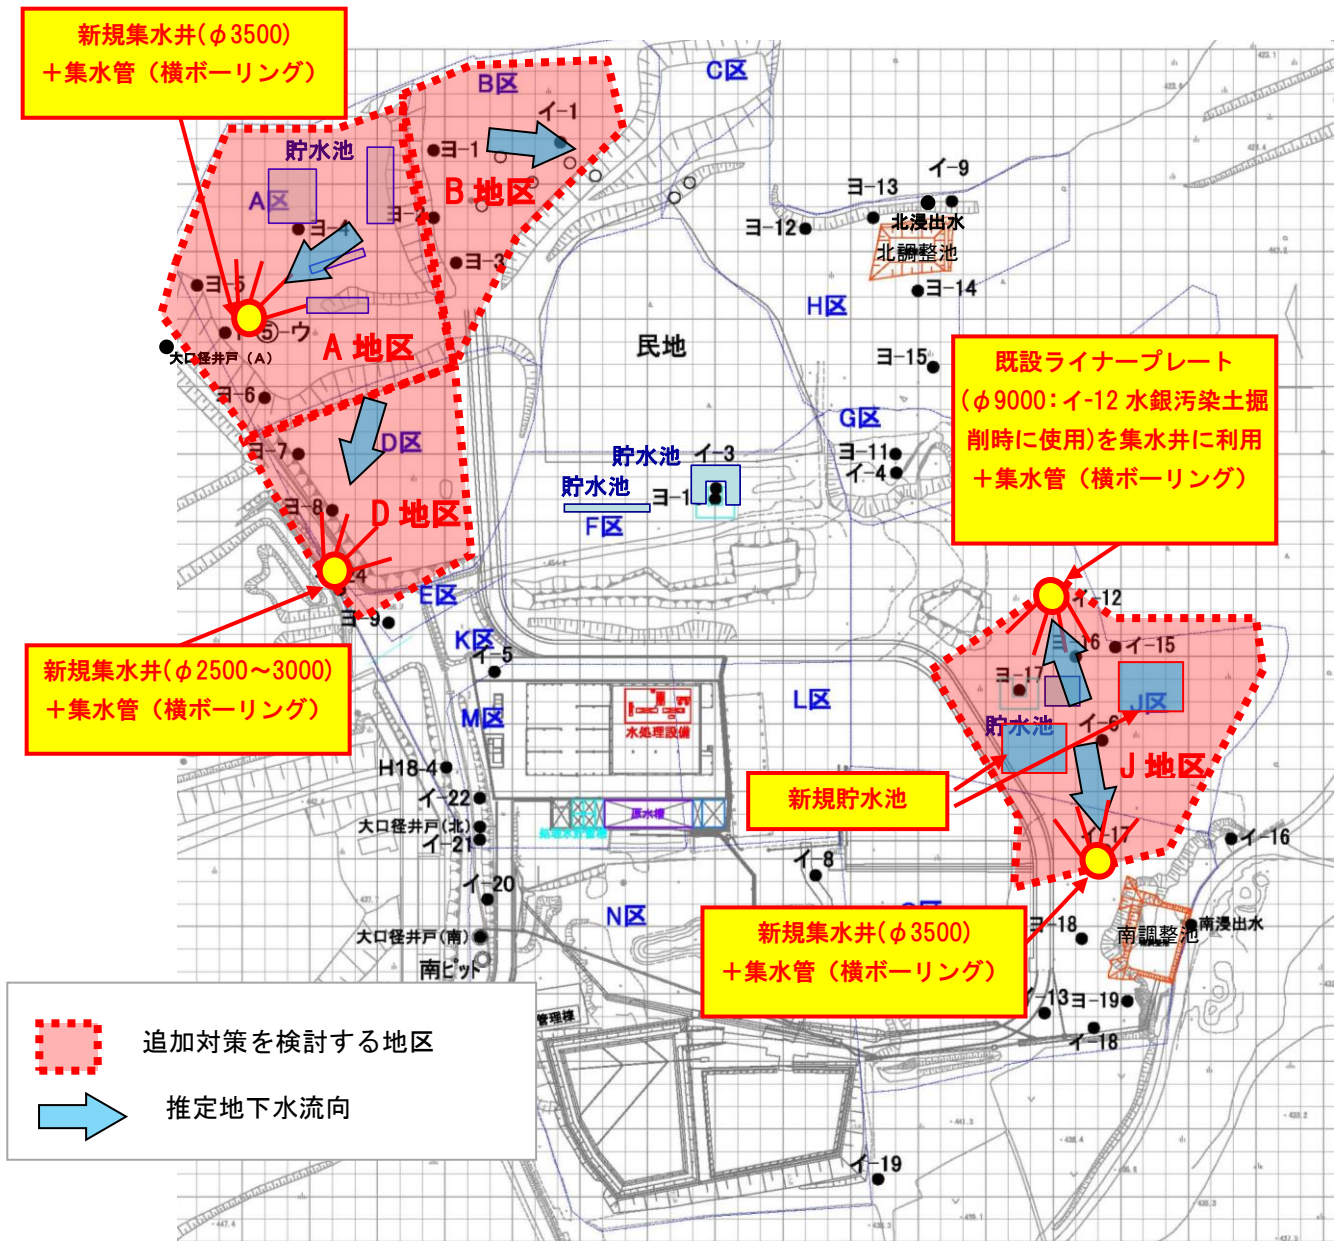 新規集水井(φ3500)
＋集水管（横ボーリング）
B区
C区
イ-1
貯水池
ヨ-1
A区
B 地区
ヨ-2
ヨ-4
ヨ-3
ヨ-5
⑤-ウ
A 地区
大口径井戸（A）
ヨ-6
イ-9
ヨ-13
ヨ-12
北浸出水
北調整池
ヨ-14
H区
民地
ヨ-15
既設ライナープレート
(φ9000：イ-12 水銀汚染土掘
削時に使用)を集水井に利用
＋集水管（横ボーリング）
G区
ヨ-7
D区
貯水池
イ-3
ヨ-11
イ-4
貯水池
ヨ-1
F区
ヨ-8
D 地区
E区
ヨ-9
K区
イ-5
新規集水井(φ2500～3000)
＋集水管（横ボーリング）
イ-12
イ-15
ヨ-17
J区
L区
M区
水処理設備
貯水池
イ-6
J 地区
H18-4
新規貯水池
イ-22
原水槽
大口径井戸(北)
イ-21
イ-17
イ-16
イ-8
イ-20
N区
新規集水井(φ3500)
＋集水管（横ボーリング）
大口径井戸(南)
ヨ-18
南調整池
南浸出水
南ピット
ヨ-19
管理棟
イ-18
追加対策を検討する地区
推定地下水流向
イ-19